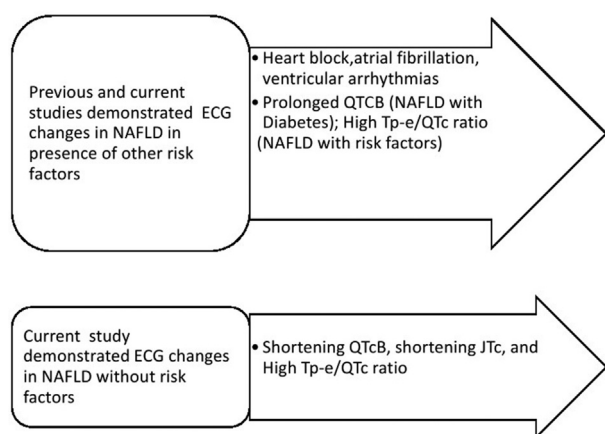 Previous and current
studies demonstrated ECG
changes in NAFLD in
presence of other risk
factors
• Heart block,atrial fibrillation,
ventricular arrhythmias
• Prolonged QTCB (NAFLD with
Diabetes); High Tp-e/QTc ratio
(NAFLD with risk factors)
Current study
demonstrated ECG changes
in NAFLD without risk
factors
• Shortening QTcB, shortening JTc, and
High Tp-e/QTc ratio